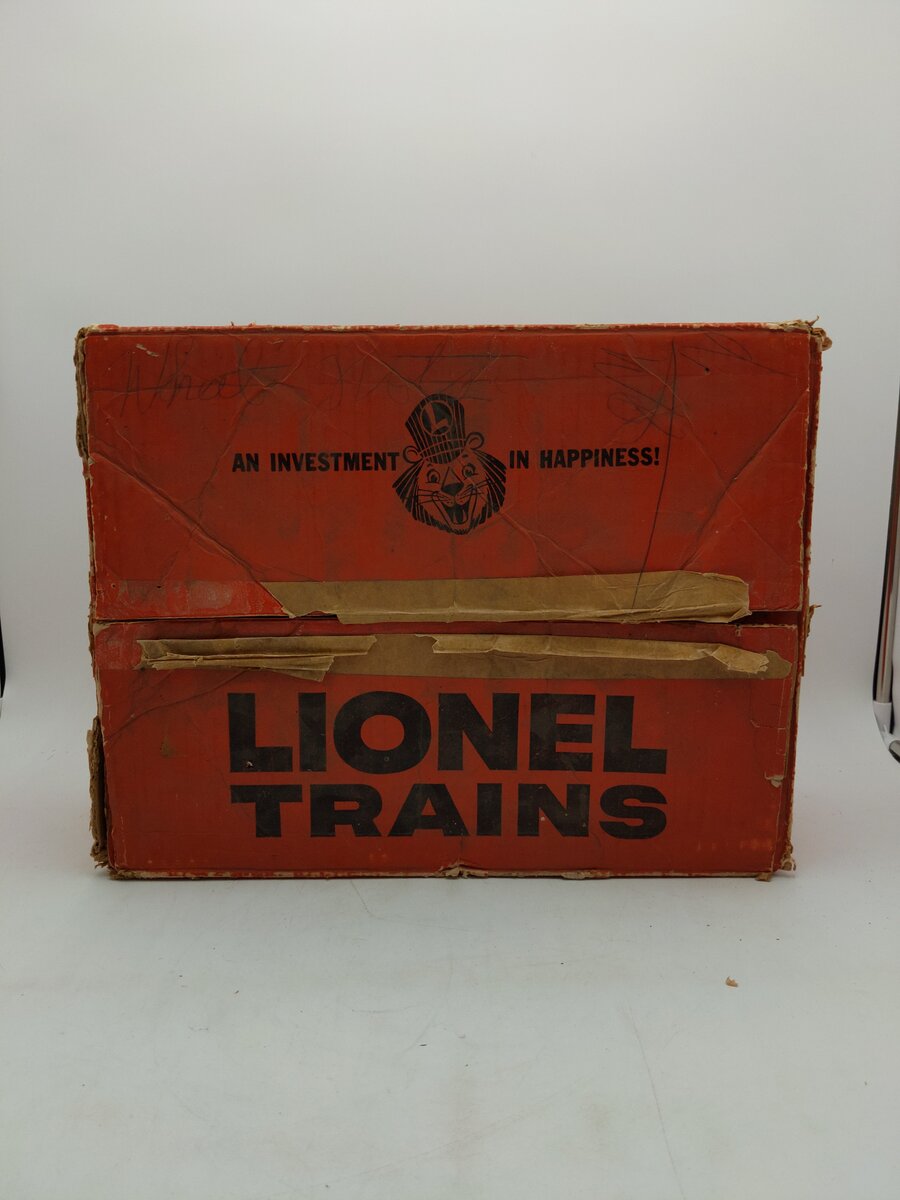 L
AN INVESTMENT IN HAPPINESS!
LIONEL
TRAINS